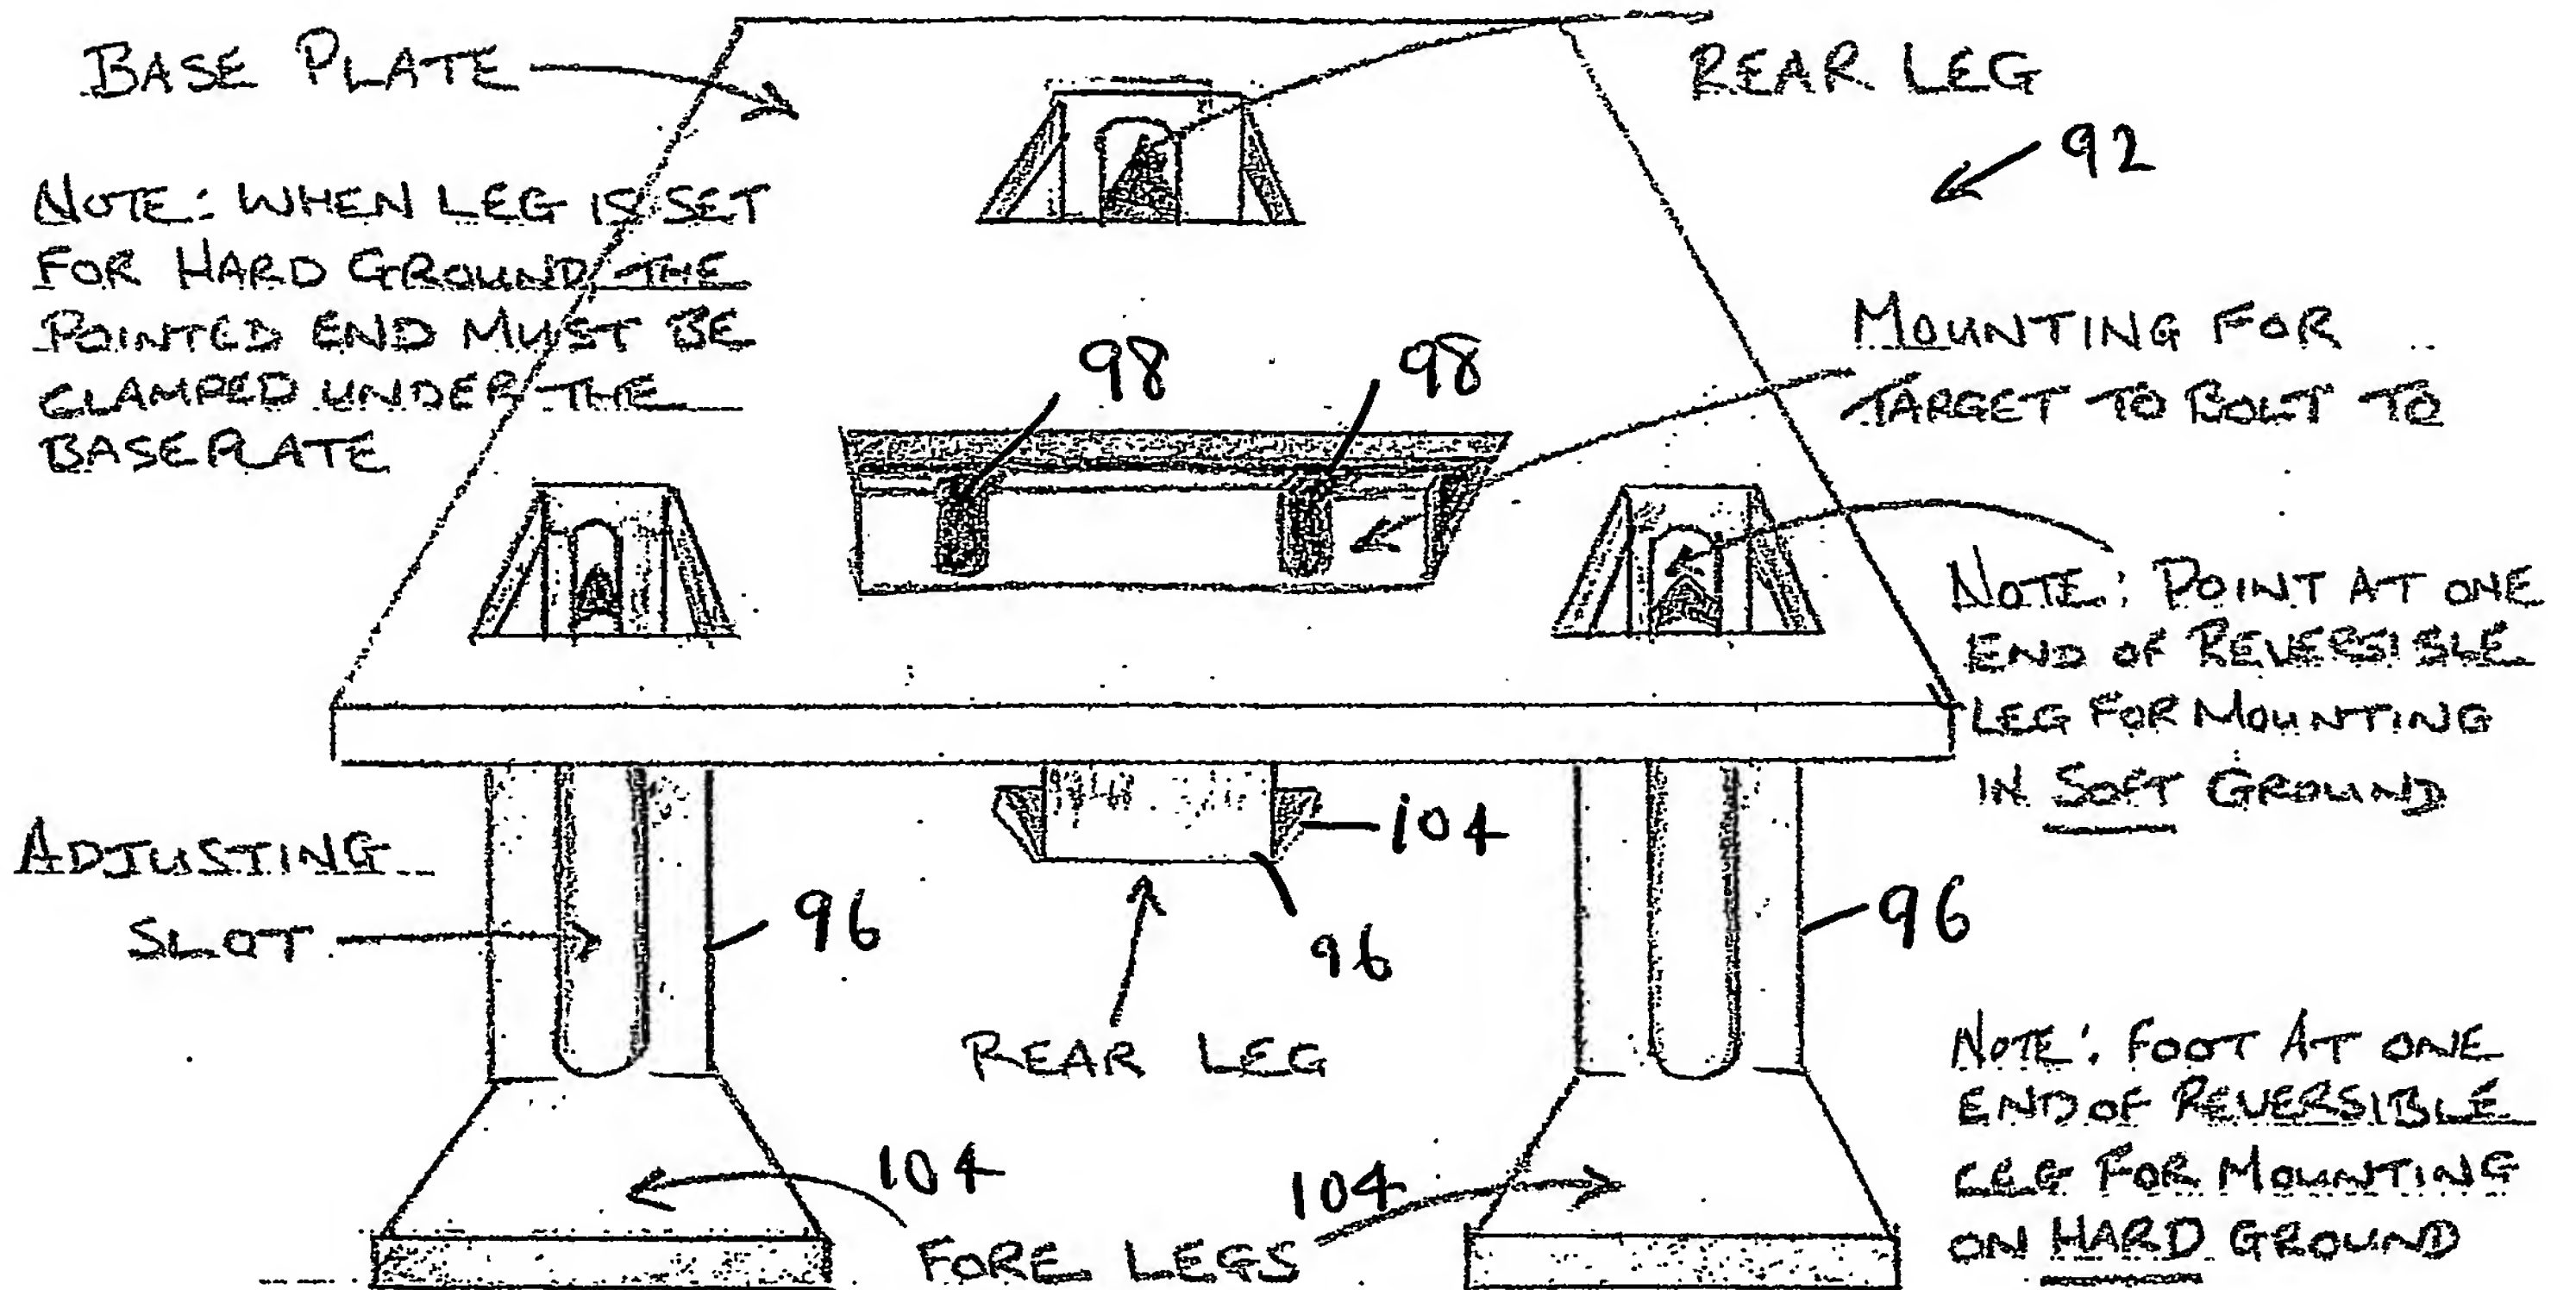 BASE PLATE
REAR LEG
92
NOTE: WHEN LEG IS SET
FOR HARD GROUND THE
POINTED END MUST BE
CLAMPED UNDER THE
BASEPLATE
98
98
MOUNTING FOR
TARGET TO BOLT TO
NOTE: POINT AT ONE
END OF REVERSIBLE
LEG FOR MOUNTING
IN SOFT GROUND
104
ADJUSTING
SLOT
96
96
96
REAR LEG
NOTE: FOOT AT ONE
END OF REVERSIBLE
LEG FOR MOUNTING
ON HARD GROUND
104
104
FORE LEGS